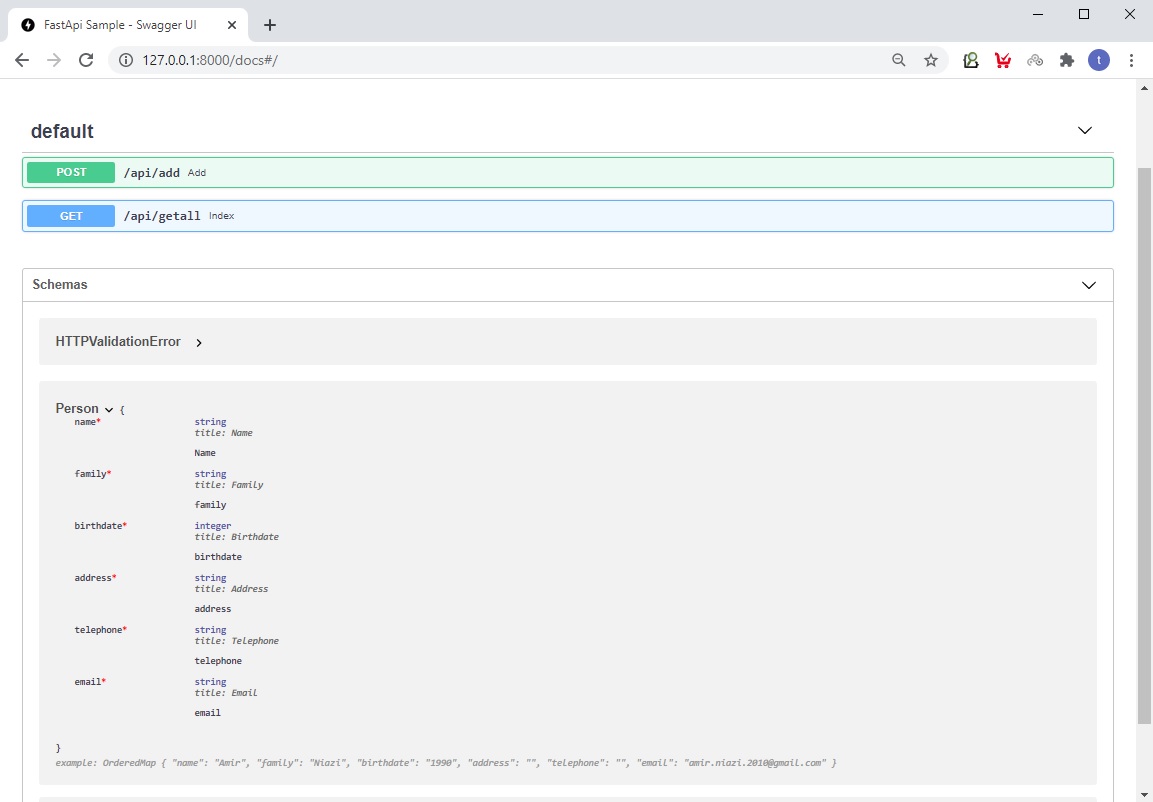 FastApi Sample - Swagger UI
127.0.0.1:8000/docs#/
t
default
POST /api/add Add
GET /api/getall Index
Schemas
HTTPValidationError
Person {
name* string
title: Name
Name
family* string
title: Family
family
birthdate* integer
title: Birthdate
birthdate
address* string
title: Address
address
telephone* string
title: Telephone
telephone
email* string
title: Email
email
}
example: OrderedMap { "name": "Amir", "family": "Niazi", "birthdate": "1990", "address": "", "telephone": "", "email": "amir.niazi.2010@gmail.com" }